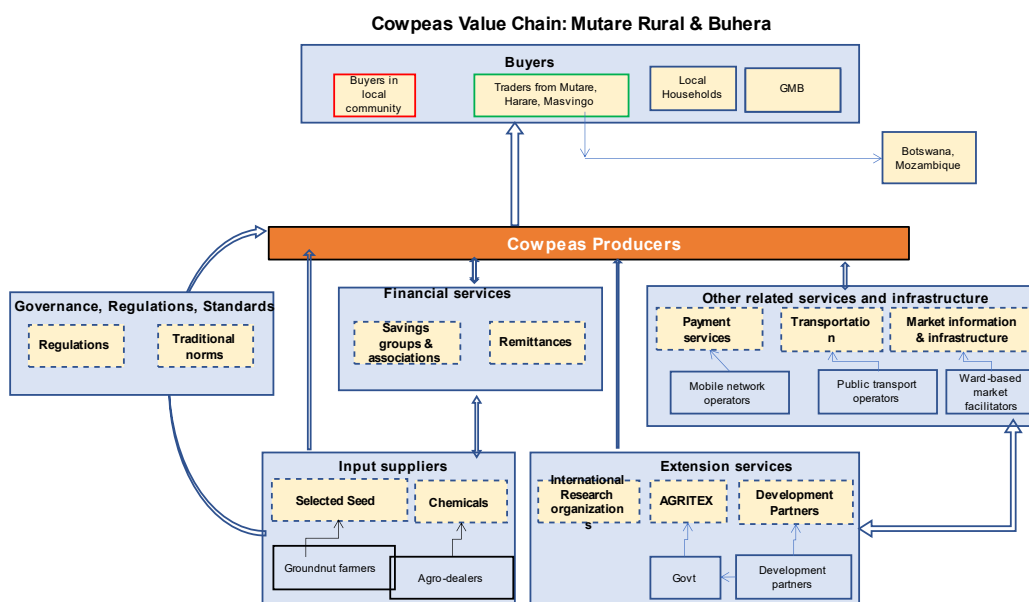 Cowpeas Value Chain: Mutare Rural & Buhera
Buyers
Buyers in
local
community
Traders from Mutare,
Harare, Masvingo
Local
Households
GMB
Botswana,
Mozambique
Cowpeas Producers
Governance, Regulations, Standards
Regulations
Traditional
norms
Financial services
Savings
groups &
associations
Remittances
Other related services and infrastructure
Payment
services
Transportatio
n
Market information
& infrastructure
Mobile network
operators
Public transport
operators
Ward-based
market
facilitators
Input suppliers
Selected Seed
Chemicals
Groundnut farmers
Agro-dealers
Extension services
International
Research
organization
s
AGRITEX
Development
Partners
Govt
Development
partners